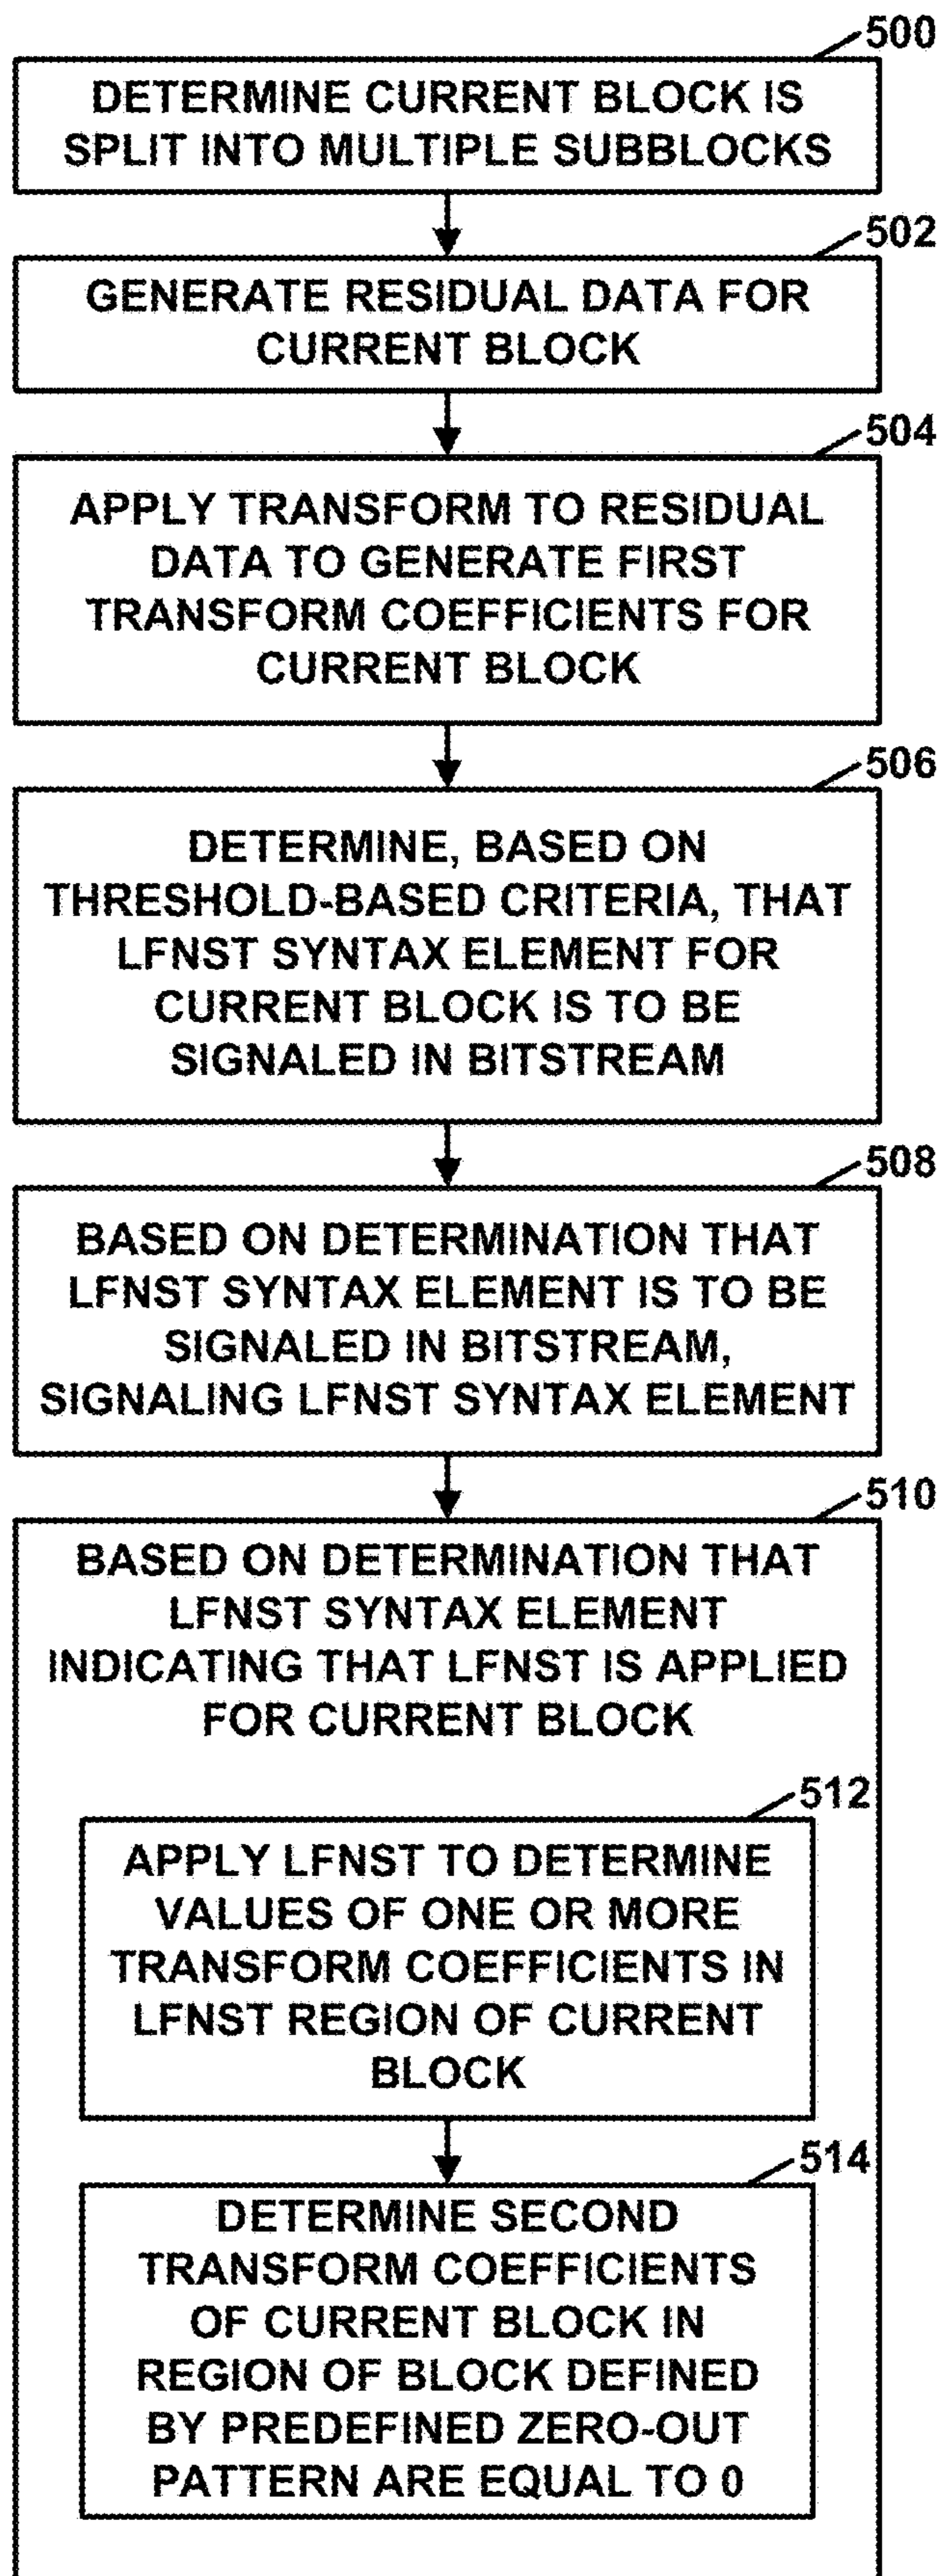 500
DETERMINE CURRENT BLOCK IS
SPLIT INTO MULTIPLE SUBBLOCKS
502
GENERATE RESIDUAL DATA FOR
CURRENT BLOCK
504
APPLY TRANSFORM TO RESIDUAL
DATA TO GENERATE FIRST
TRANSFORM COEFFICIENTS FOR
CURRENT BLOCK
506
DETERMINE, BASED ON
THRESHOLD-BASED CRITERIA, THAT
LFNST SYNTAX ELEMENT FOR
CURRENT BLOCK IS TO BE
SIGNALED IN BITSTREAM
508
BASED ON DETERMINATION THAT
LFNST SYNTAX ELEMENT IS TO BE
SIGNALED IN BITSTREAM,
SIGNALING LFNST SYNTAX ELEMENT
510
BASED ON DETERMINATION THAT
LFNST SYNTAX ELEMENT
INDICATING THAT LFNST IS APPLIED
FOR CURRENT BLOCK
512
APPLY LFNST TO DETERMINE
VALUES OF ONE OR MORE
TRANSFORM COEFFICIENTS IN
LFNST REGION OF CURRENT
BLOCK
514
DETERMINE SECOND
TRANSFORM COEFFICIENTS
OF CURRENT BLOCK IN
REGION OF BLOCK DEFINED
BY PREDEFINED ZERO-OUT
PATTERN ARE EQUAL TO 0